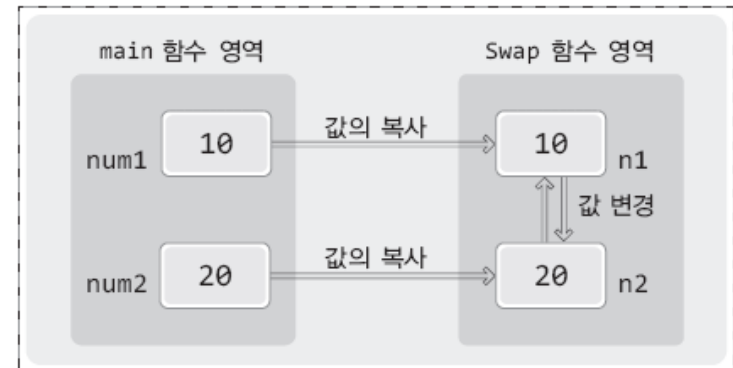 main 함수 영역
Swap 함수 영역
num1
10
값의 복사
10
n1
값 변경
num2
20
값의 복사
20
n2